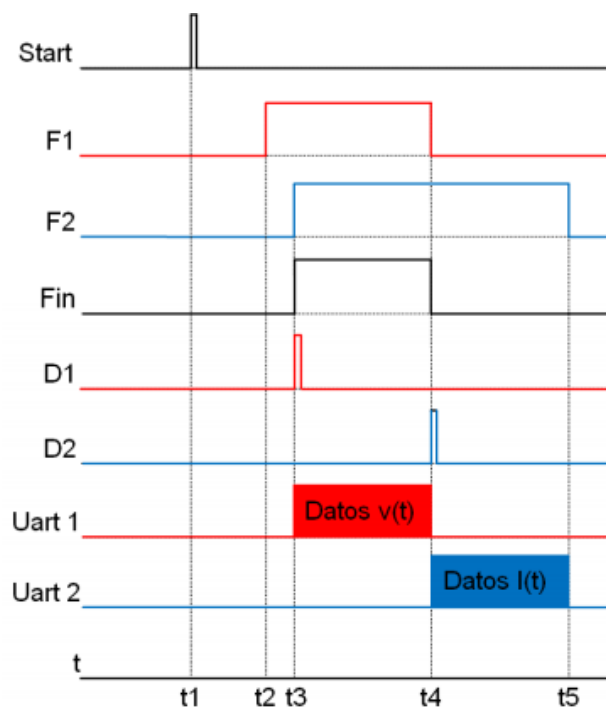 Start
F1
F2
Fin
D1
D2
Uart 1
Datos v(t)
Uart 2
Datos I(t)
t
t1 t2 t3 t4 t5